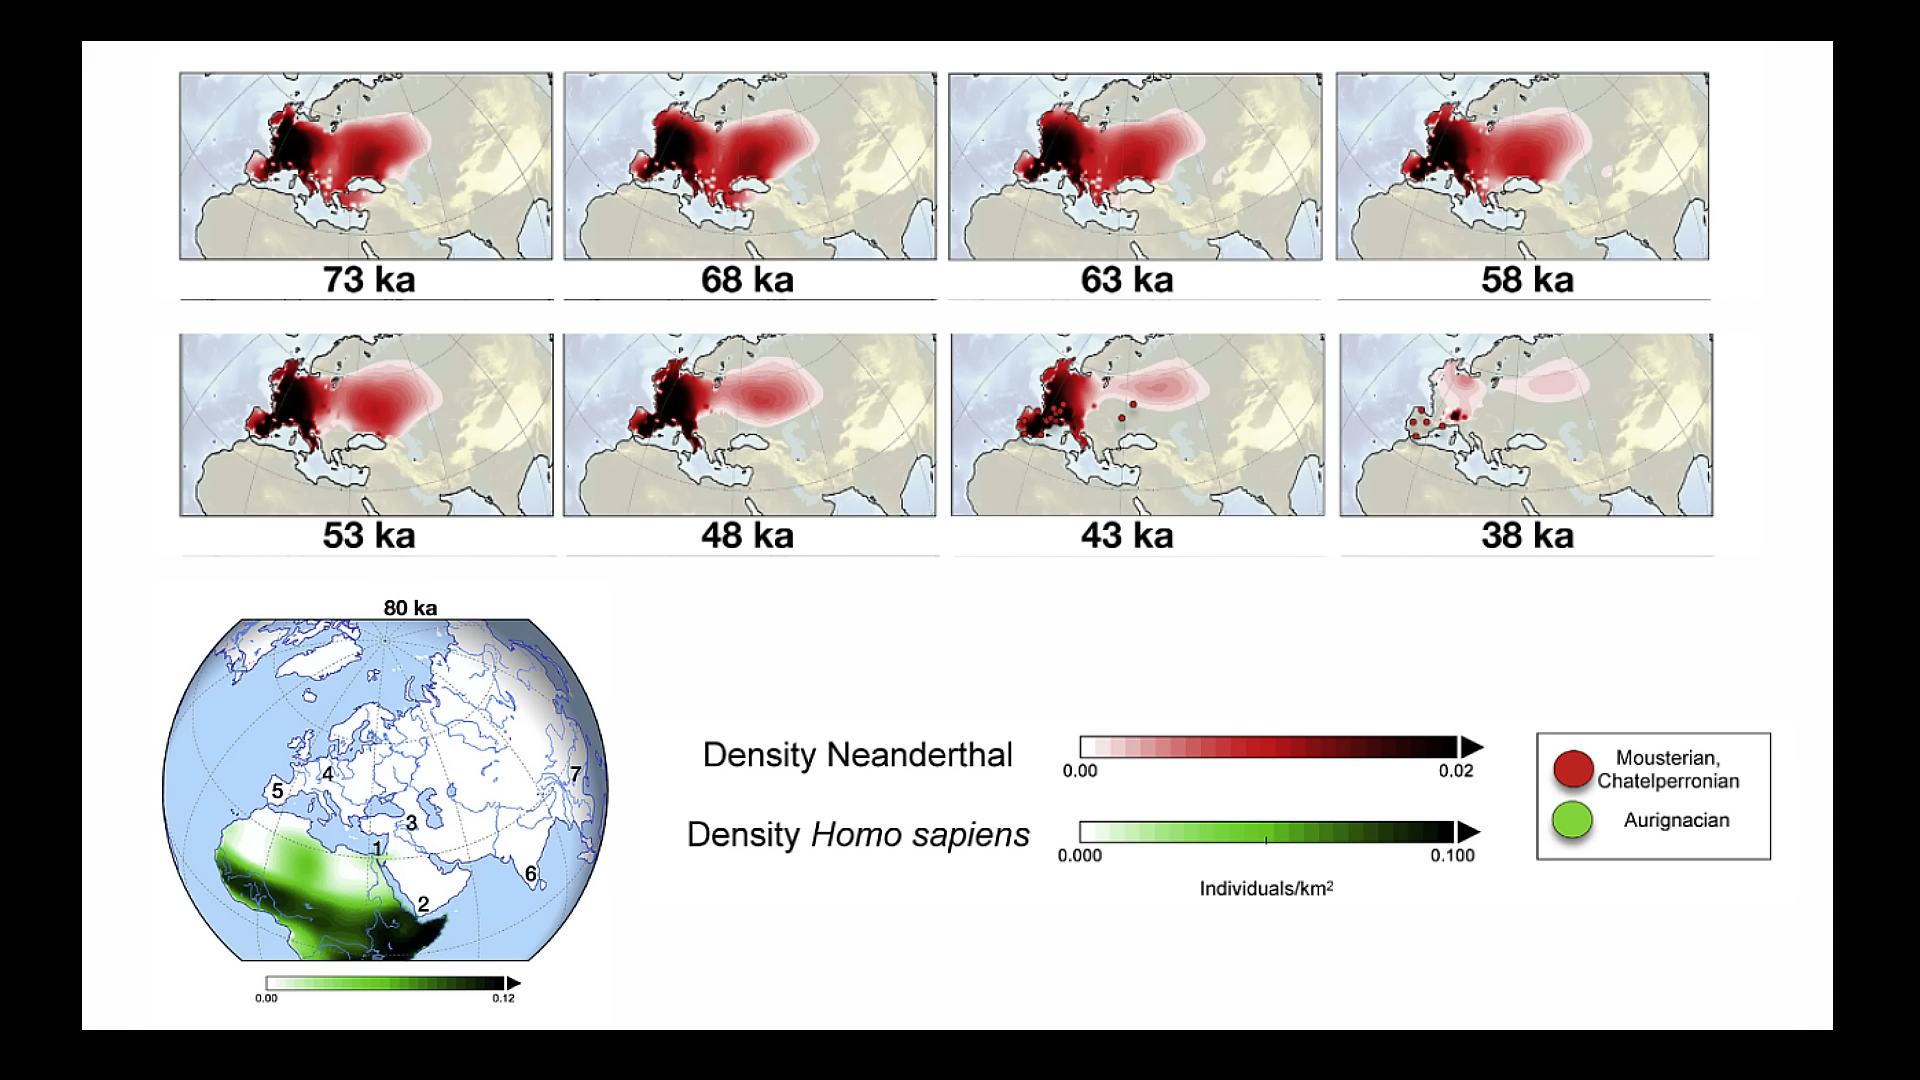 73 ka
68 ka
63 ka
58 ka
53 ka
48 ka
43 ka
38 ka
80 ka
1
2
3
4
5
6
7
0.00
0.12
Density Neanderthal
0.00
0.02
Density Homo sapiens
0.000
0.100
Individuals/km²
Mousterian,
Chatelperronian
Aurignacian